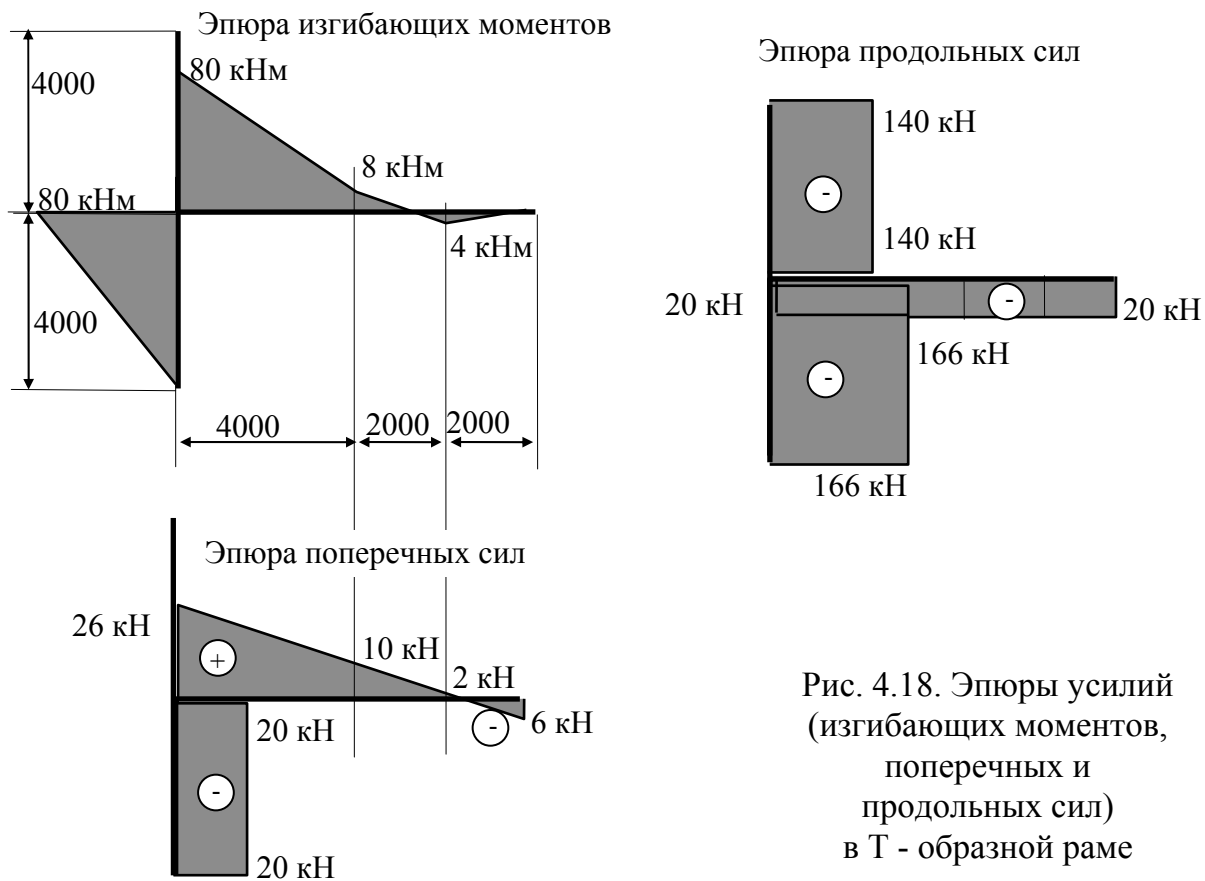 Эпюра изгибающих моментов
4000
80 кНм
8 кНм
80 кНм
4 кНм
4000
4000
2000
2000
Эпюра продольных сил
140 кН
-
140 кН
20 кН
-
20 кН
166 кН
-
166 кН
Эпюра поперечных сил
26 кН
+
10 кН
2 кН
6 кН
-
20 кН
-
20 кН
Рис. 4.18. Эпюры усилий
(изгибающих моментов,
поперечных и
продольных сил)
в Т - образной раме